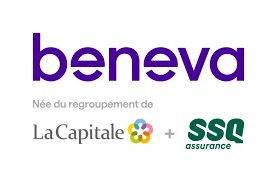 beneva
Née du regroupement de
La Capitale + SSQ
assurance